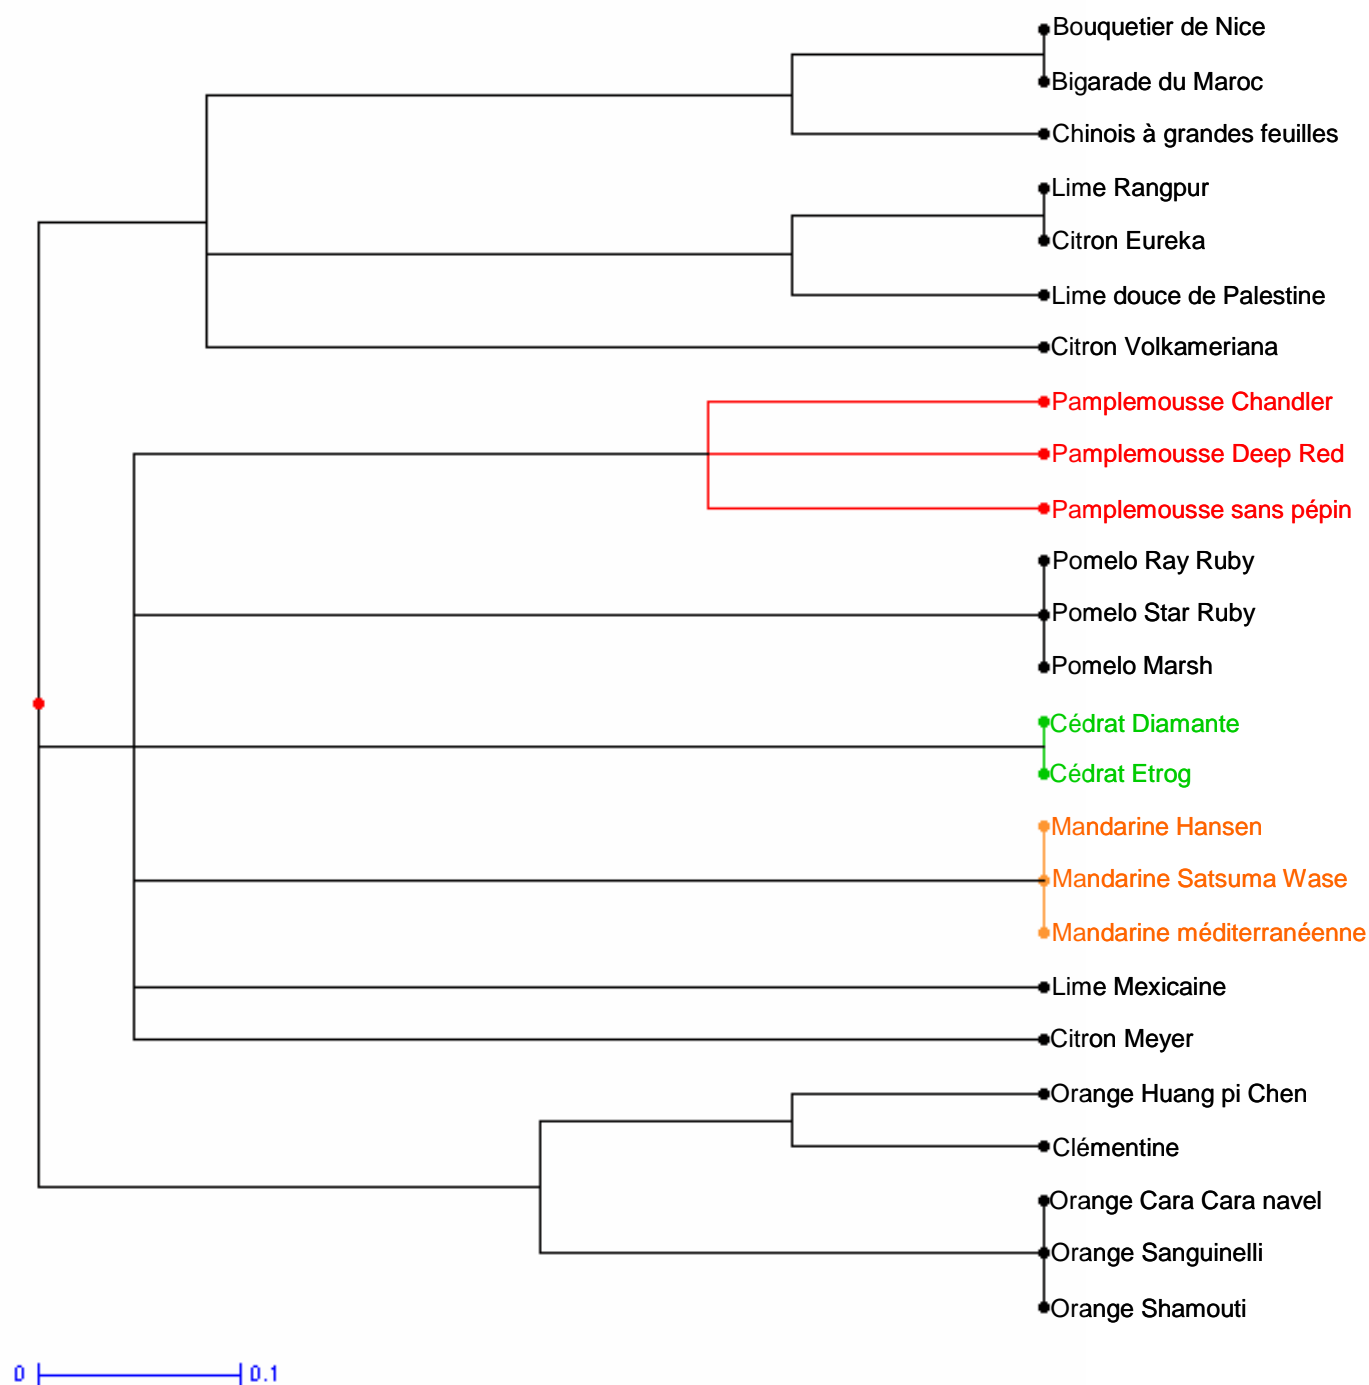 Bouquetier de Nice
Bigarade du Maroc
Chinois à grandes feuilles
Lime Rangpur
Citron Eureka
Lime douce de Palestine
Citron Volkameriana
Pamplemousse Chandler
Pamplemousse Deep Red
Pamplemousse sans pépin
Pomelo Ray Ruby
Pomelo Star Ruby
Pomelo Marsh
Cédrat Diamante
Cédrat Etrog
Mandarine Hansen
Mandarine Satsuma Wase
Mandarine méditerranéenne
Lime Mexicaine
Citron Meyer
Orange Huang pi Chen
Clémentine
Orange Cara Cara navel
Orange Sanguinelli
Orange Shamouti
0 0.1